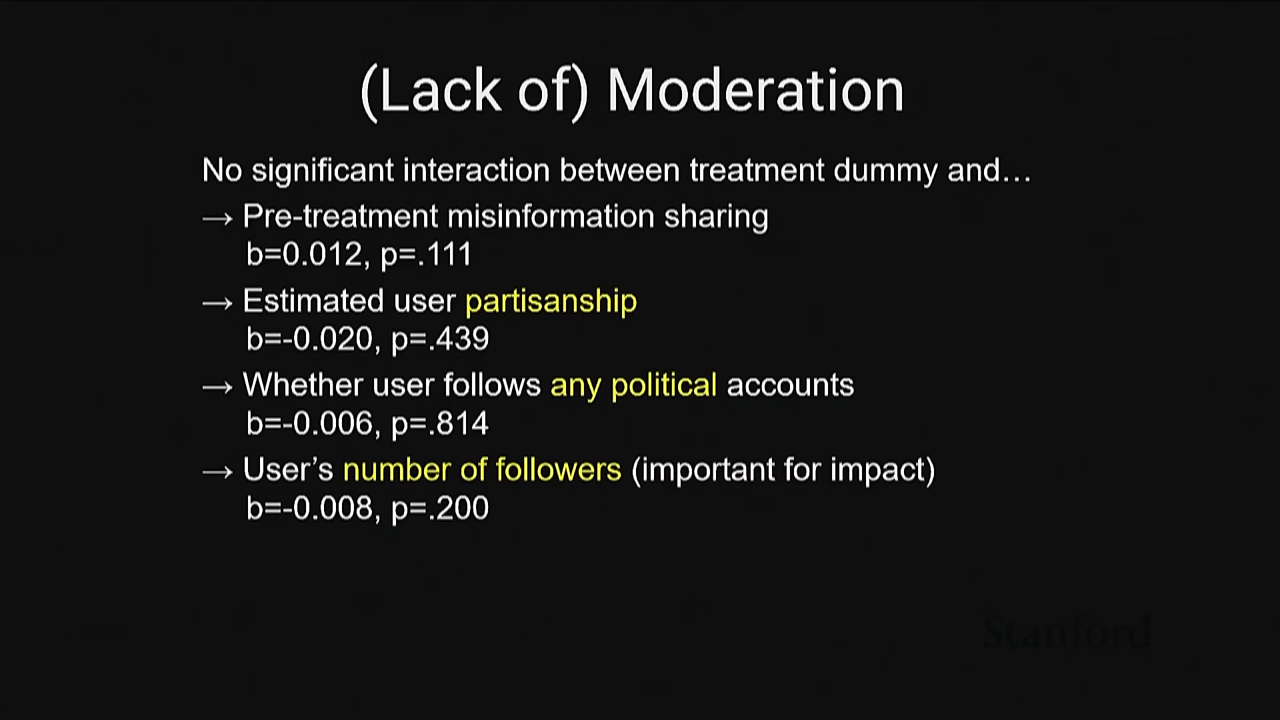 (Lack of) Moderation
No significant interaction between treatment dummy and…
→ Pre-treatment misinformation sharing
b=0.012, p=.111
→ Estimated user partisanship
b=-0.020, p=.439
→ Whether user follows any political accounts
b=-0.006, p=.814
→ User’s number of followers (important for impact)
b=-0.008, p=.200
Stanford